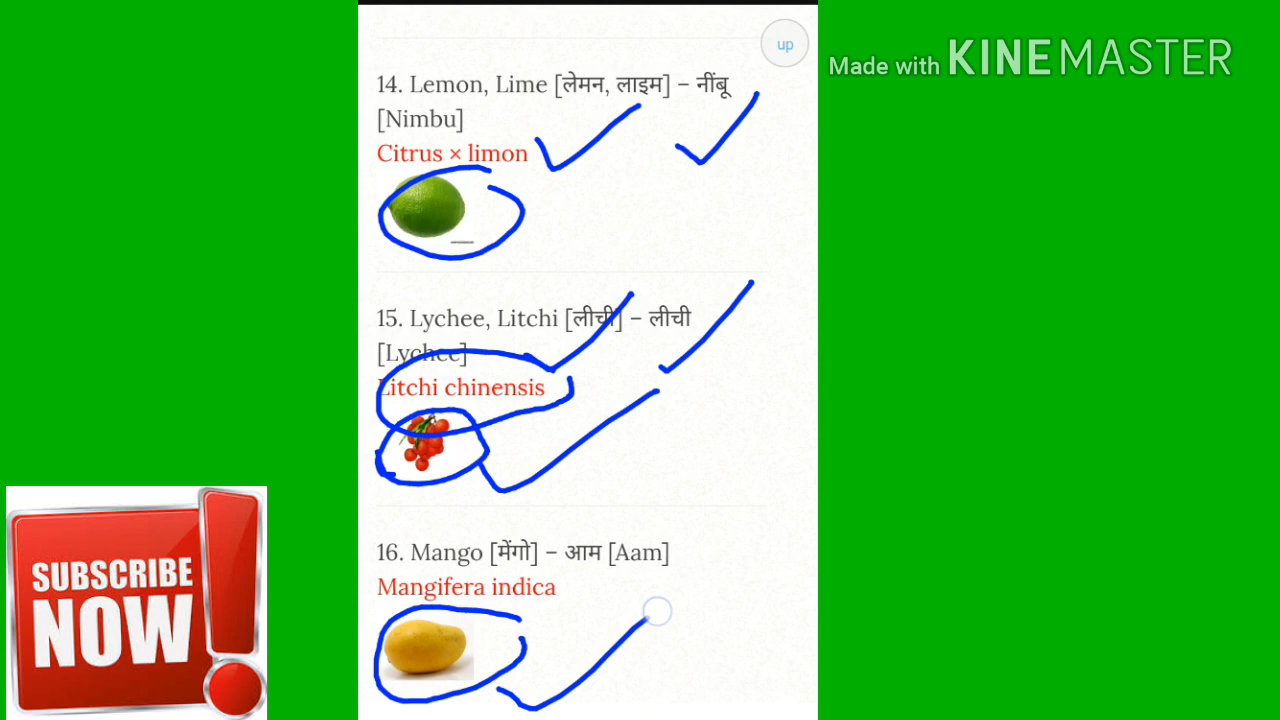 up
Made with KINEMASTER
14. Lemon, Lime [लेमन, लाइम] – नींबू
[Nimbu]
Citrus × limon
15. Lychee, Litchi [लीची] – लीची
[Lychee]
Litchi chinensis
16. Mango [मेंगो] – आम [Aam]
Mangifera indica
SUBSCRIBE
NOW!